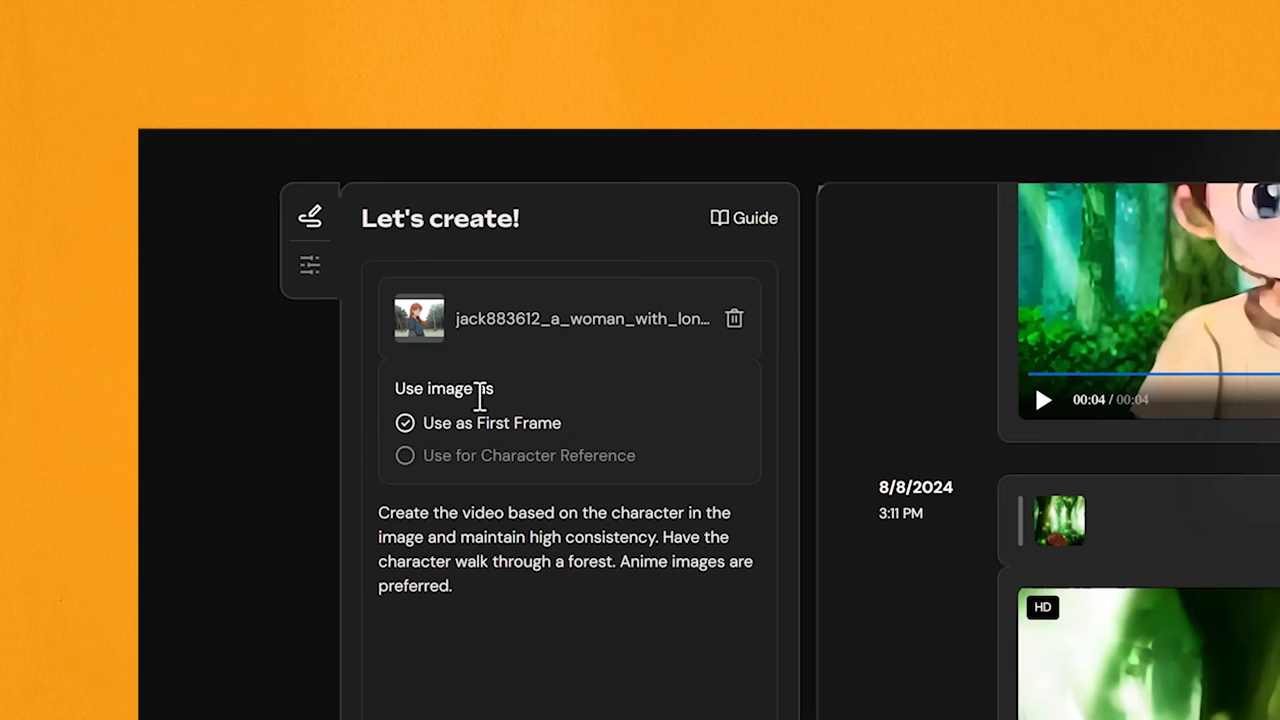 Let's create!
Guide
jack883612_a_woman_with_lon...
Use image as
Use as First Frame
Use for Character Reference
Create the video based on the character in the
image and maintain high consistency. Have the
character walk through a forest. Anime images are
preferred.
00:04 / 00:04
8/8/2024
3:11 PM
HD